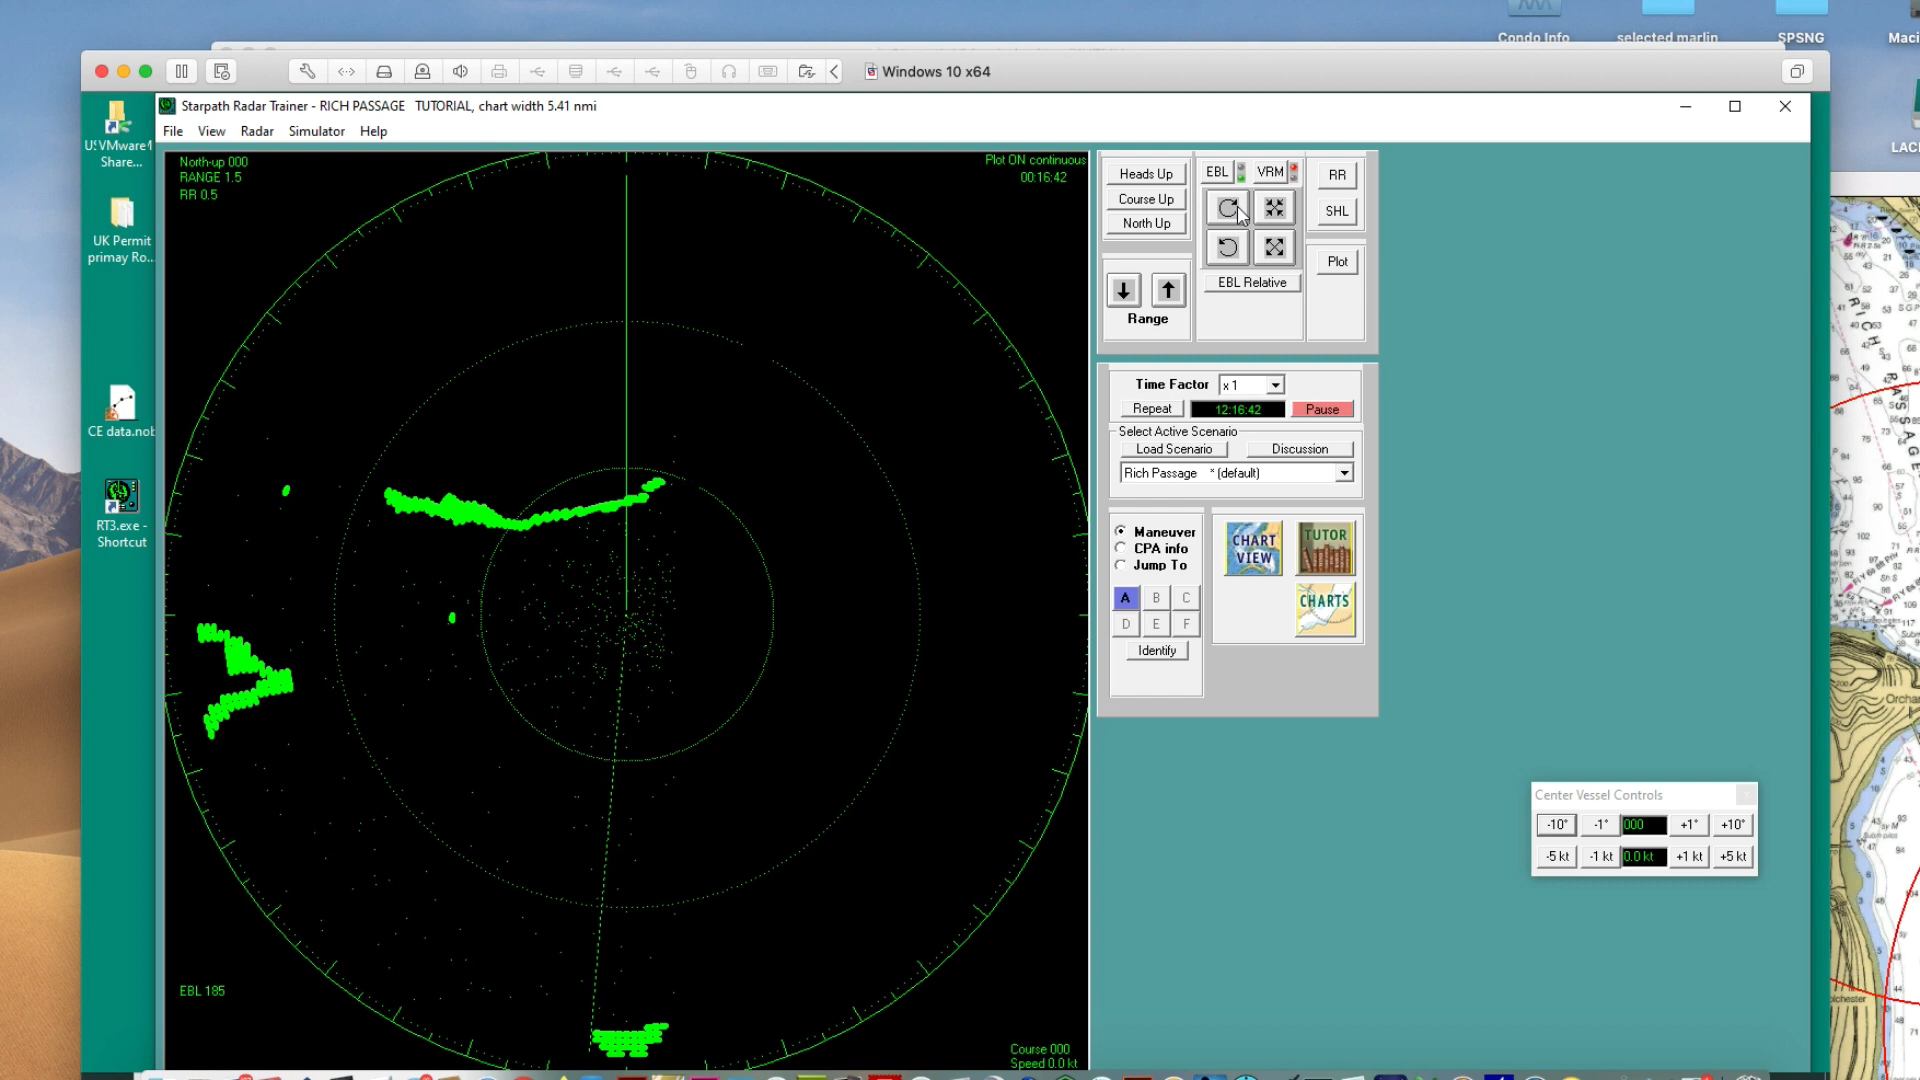 Condo Info
selected marlin
SPSNG
Windows 10 x64
Starpath Radar Trainer - RICH PASSAGE   TUTORIAL, chart width 5.41 nmi
File
View
Radar
Simulator
Help
Share...
UK Permit
primay Ro...
CE data.nob
RT3.exe -
Shortcut
North-up 000
RANGE 1.5
RR 0.5
Plot ON continuous
00:16:42
EBL 185
Course 000
Speed 0.0 kt
Heads Up
Course Up
North Up
Range
EBL
VRM
EBL Relative
RR
SHL
Plot
Time Factor
x 1
Repeat
12:16:42
Pause
Select Active Scenario
Load Scenario
Discussion
Rich Passage   * (default)
Maneuver
CPA info
Jump To
A
B
C
D
E
F
Identify
CHART
VIEW
TUTOR
CHARTS
Center Vessel Controls
-10°
-1°
000
+1°
+10°
-5 kt
-1 kt
0.0 kt
+1 kt
+5 kt
RICH
PASSAGE